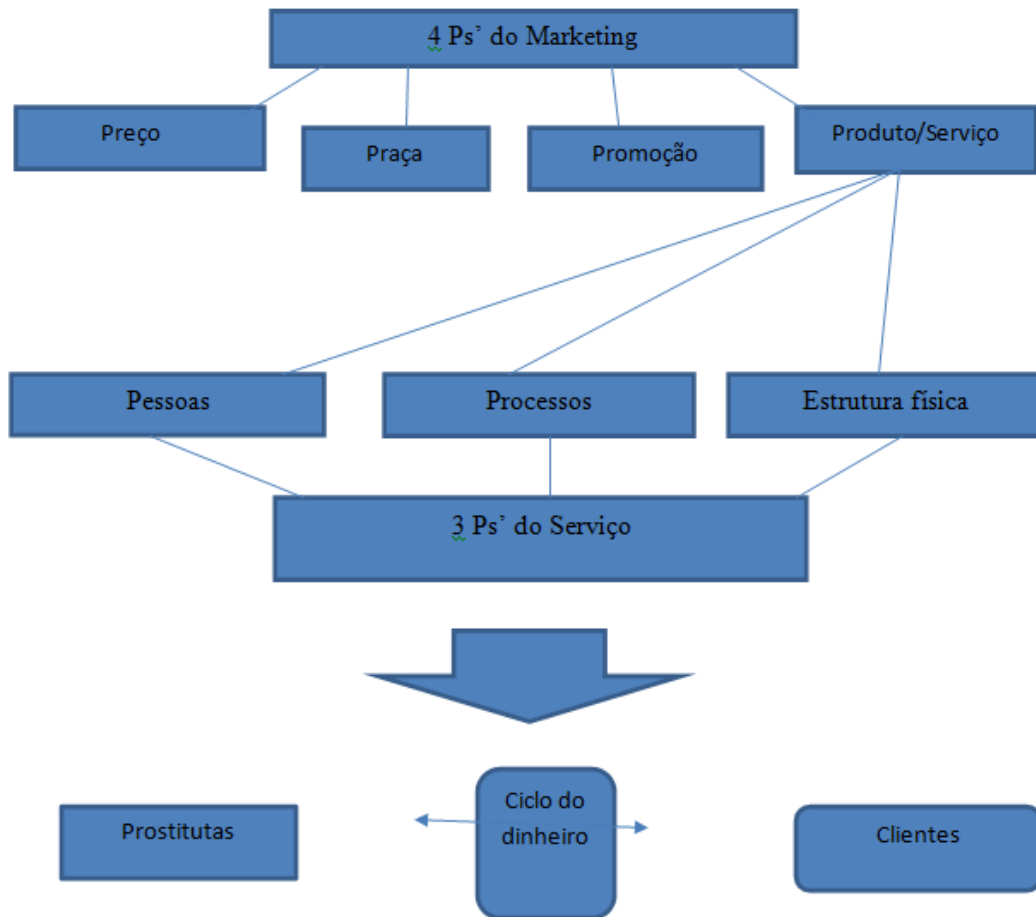 4 Ps’ do Marketing
Preço
Praça
Promoção
Produto/Serviço
Pessoas
Processos
Estrutura física
3 Ps’ do Serviço
Prostitutas
Ciclo do
dinheiro
Clientes